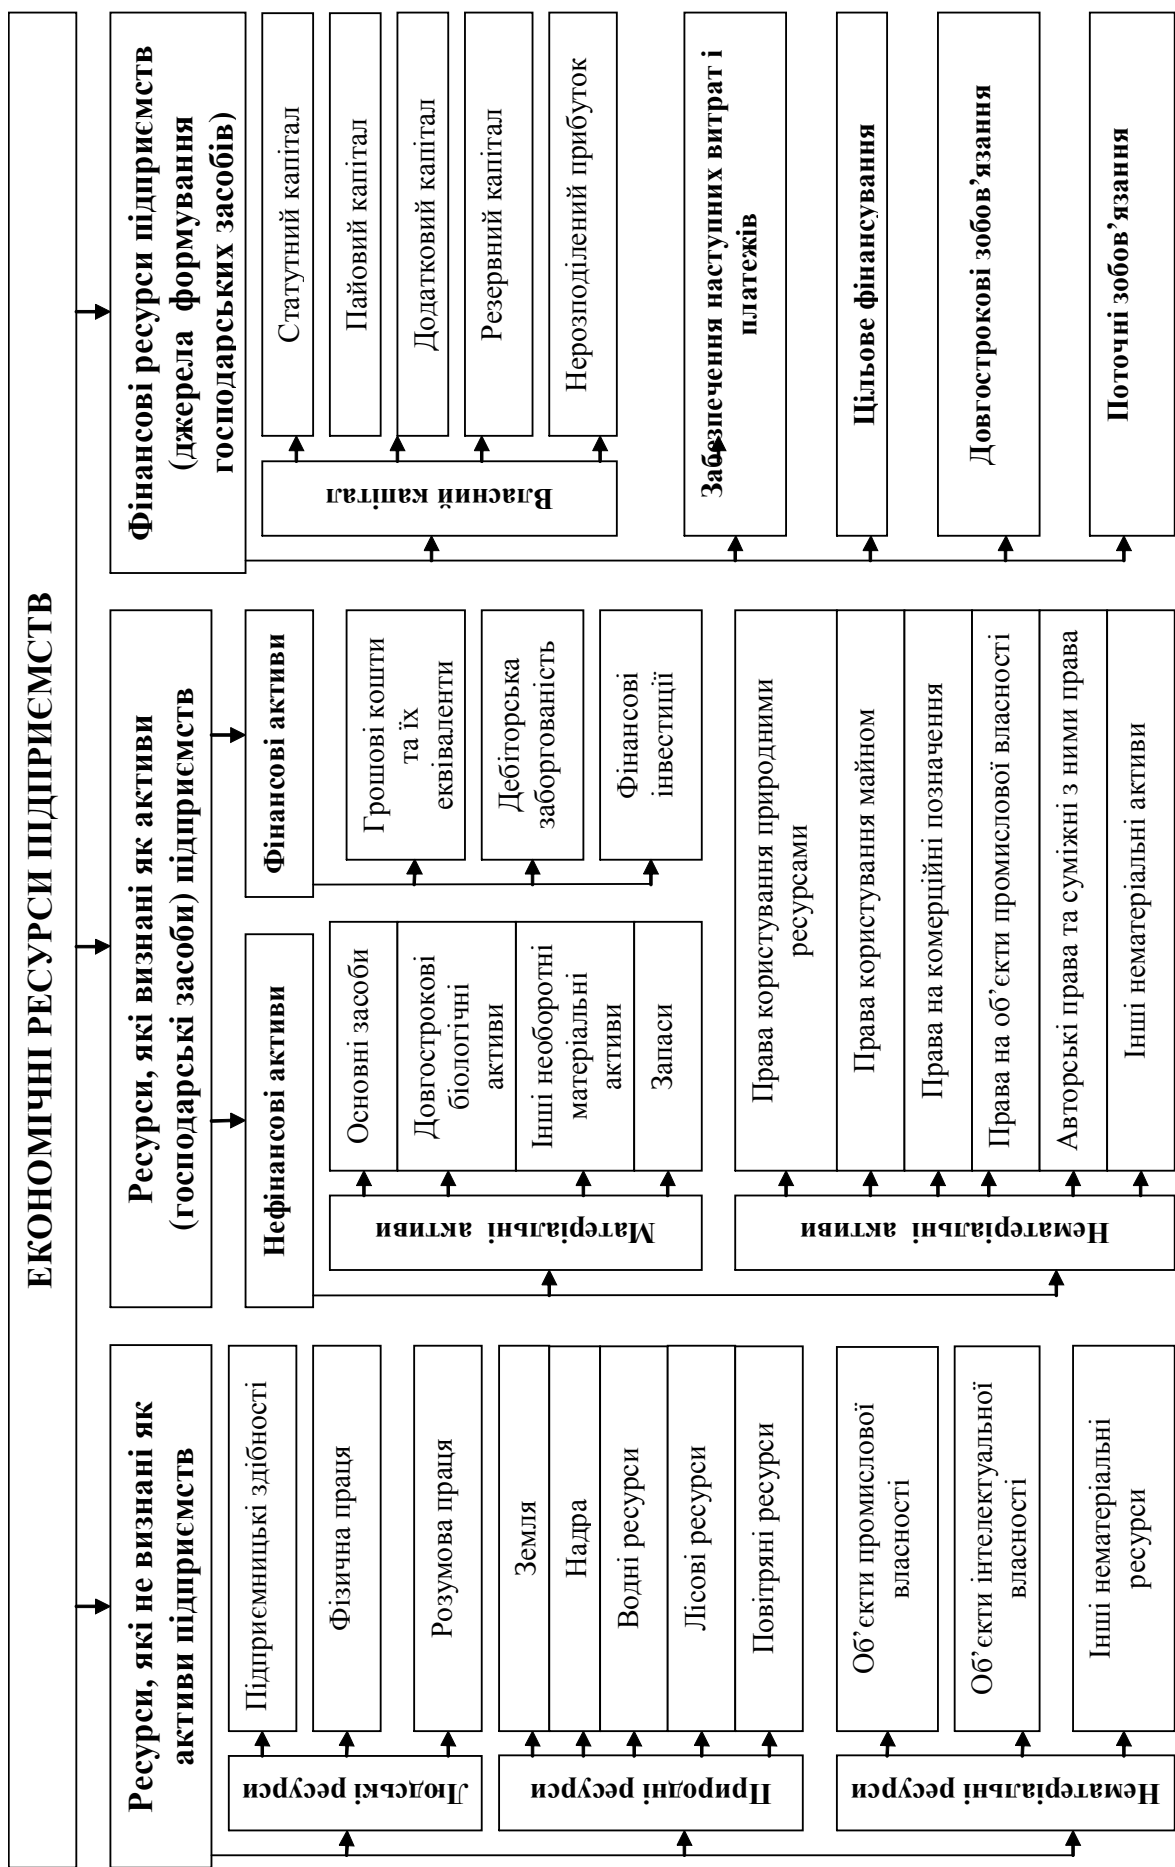 ЕКОНОМІЧНІ РЕСУРСИ ПІДПРИЄМСТВ
Ресурси, які не визнані як
активи підприємств
Людські ресурси
Підприємницькі здібності
Фізична праця
Розумова праця
Природні ресурси
Земля
Надра
Водні ресурси
Лісові ресурси
Повітряні ресурси
Нематеріальні ресурси
Об’єкти промислової
власності
Об’єкти інтелектуальної
власності
Інші нематеріальні
ресурси
Ресурси, які визнані як активи
(господарські засоби) підприємств
Нефінансові активи
Матеріальні активи
Основні засоби
Довгострокові
біологічні
активи
Інші необоротні
матеріальні
активи
Запаси
Нематеріальні активи
Права користування природними
ресурсами
Права користування майном
Права на комерційні позначення
Права на об’єкти промислової власності
Авторські права та суміжні з ними права
Інші нематеріальні активи
Фінансові активи
Грошові кошти
та їх
еквіваленти
Дебіторська
заборгованість
Фінансові
інвестиції
Фінансові ресурси підприємств
(джерела формування
господарських засобів)
Власний капітал
Статутний капітал
Пайовий капітал
Додатковий капітал
Резервний капітал
Нерозподілений прибуток
Забезпечення наступних витрат і
платежів
Цільове фінансування
Довгострокові зобов’язання
Поточні зобов’язання